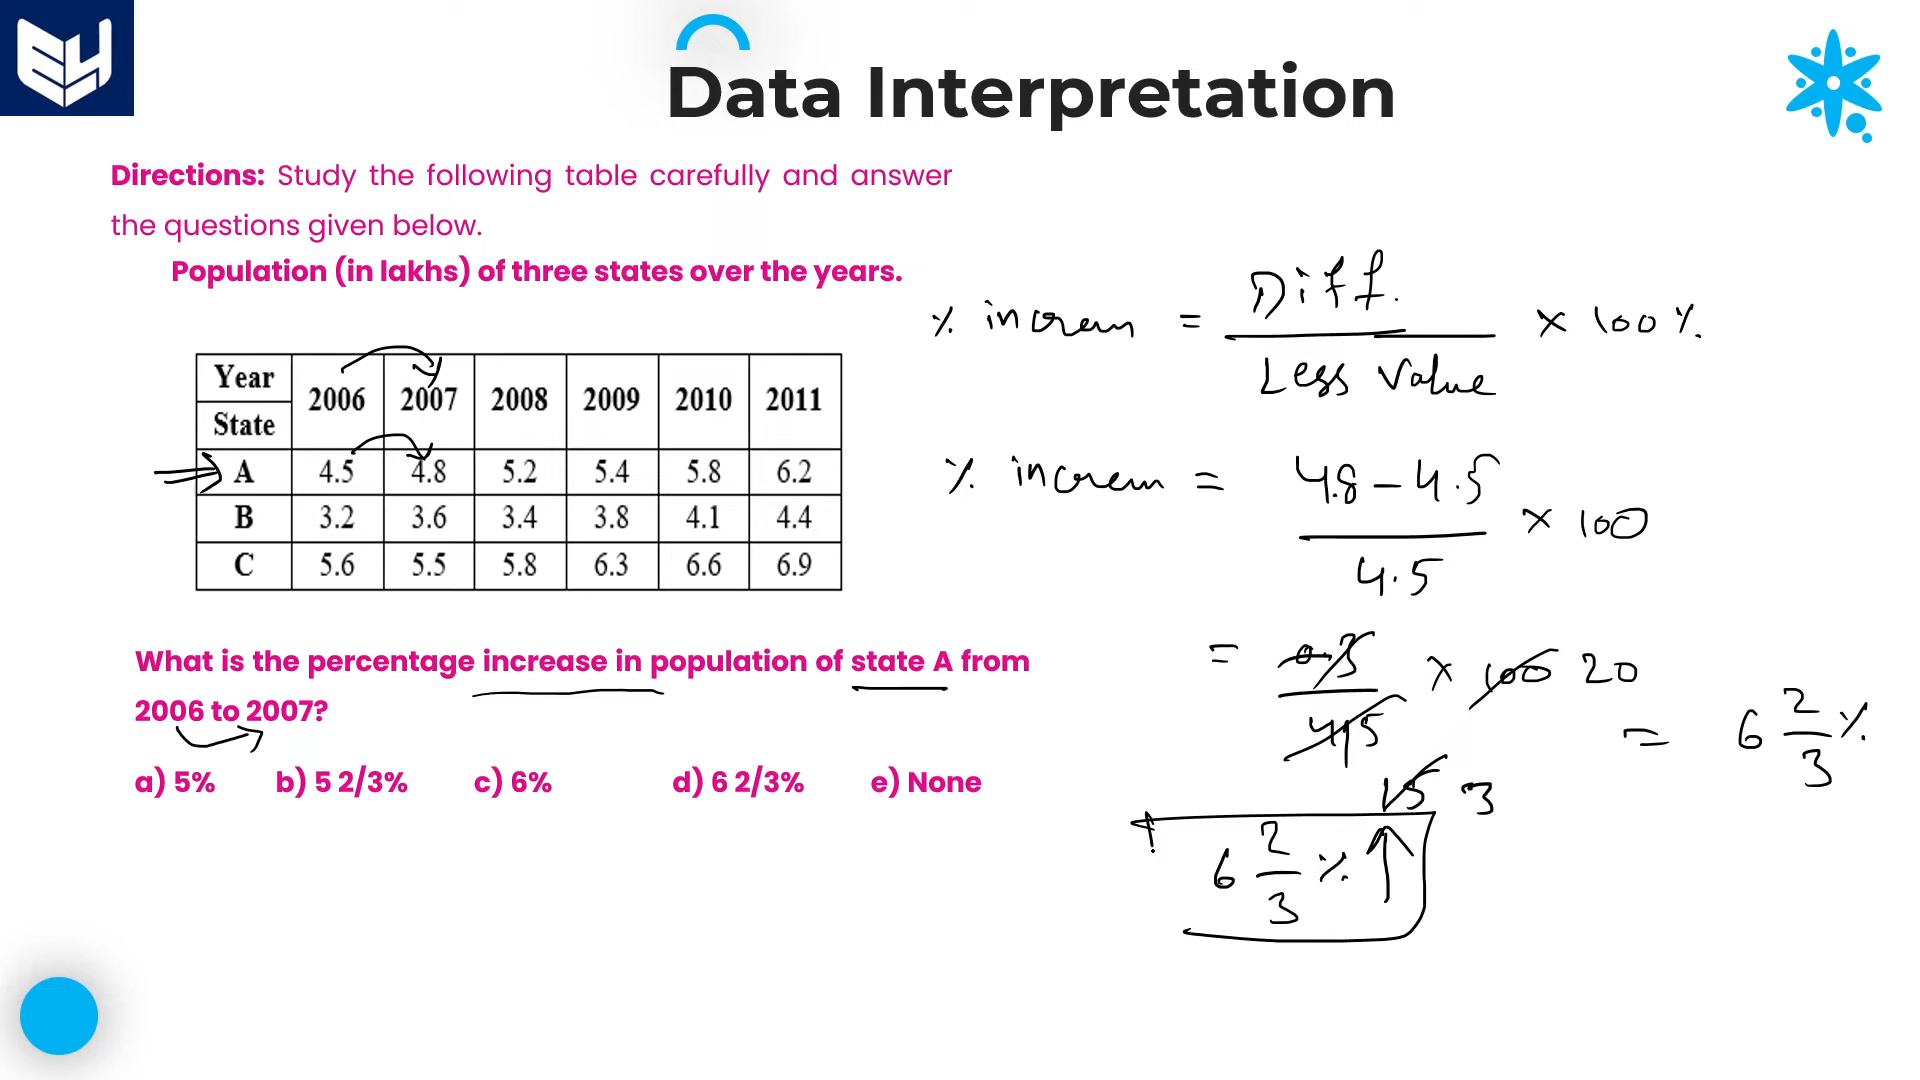 EY
Data Interpretation
Directions: Study the following table carefully and answer
the questions given below.
Population (in lakhs) of three states over the years.
Year
State
2006 2007 2008 2009 2010 2011
A 4.5 4.8 5.2 5.4 5.8 6.2
B 3.2 3.6 3.4 3.8 4.1 4.4
C 5.6 5.5 5.8 6.3 6.6 6.9
What is the percentage increase in population of state A from
2006 to 2007?
a) 5% b) 5 2/3% c) 6% d) 6 2/3% e) None
% increm = Diff. / Less Value × 100%
% increm = 4.8 - 4.5 / 4.5 × 100
= 0.3 / 4.5 × 100 20
15 3
= 6 2/3 %
6 2/3 % ↑